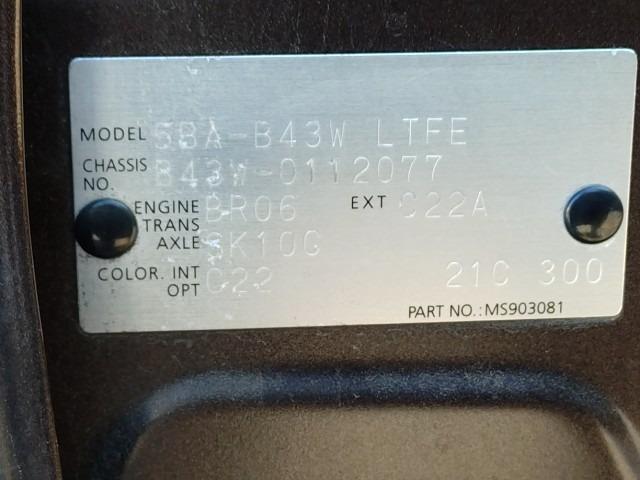 MODEL 5BA-B43W LTFE
CHASSIS NO. B43W-0112077
ENGINE BR06 EXT C22A
TRANS AXLE SK10G
COLOR. INT C22 21C 300
OPT
PART NO.:MS903081